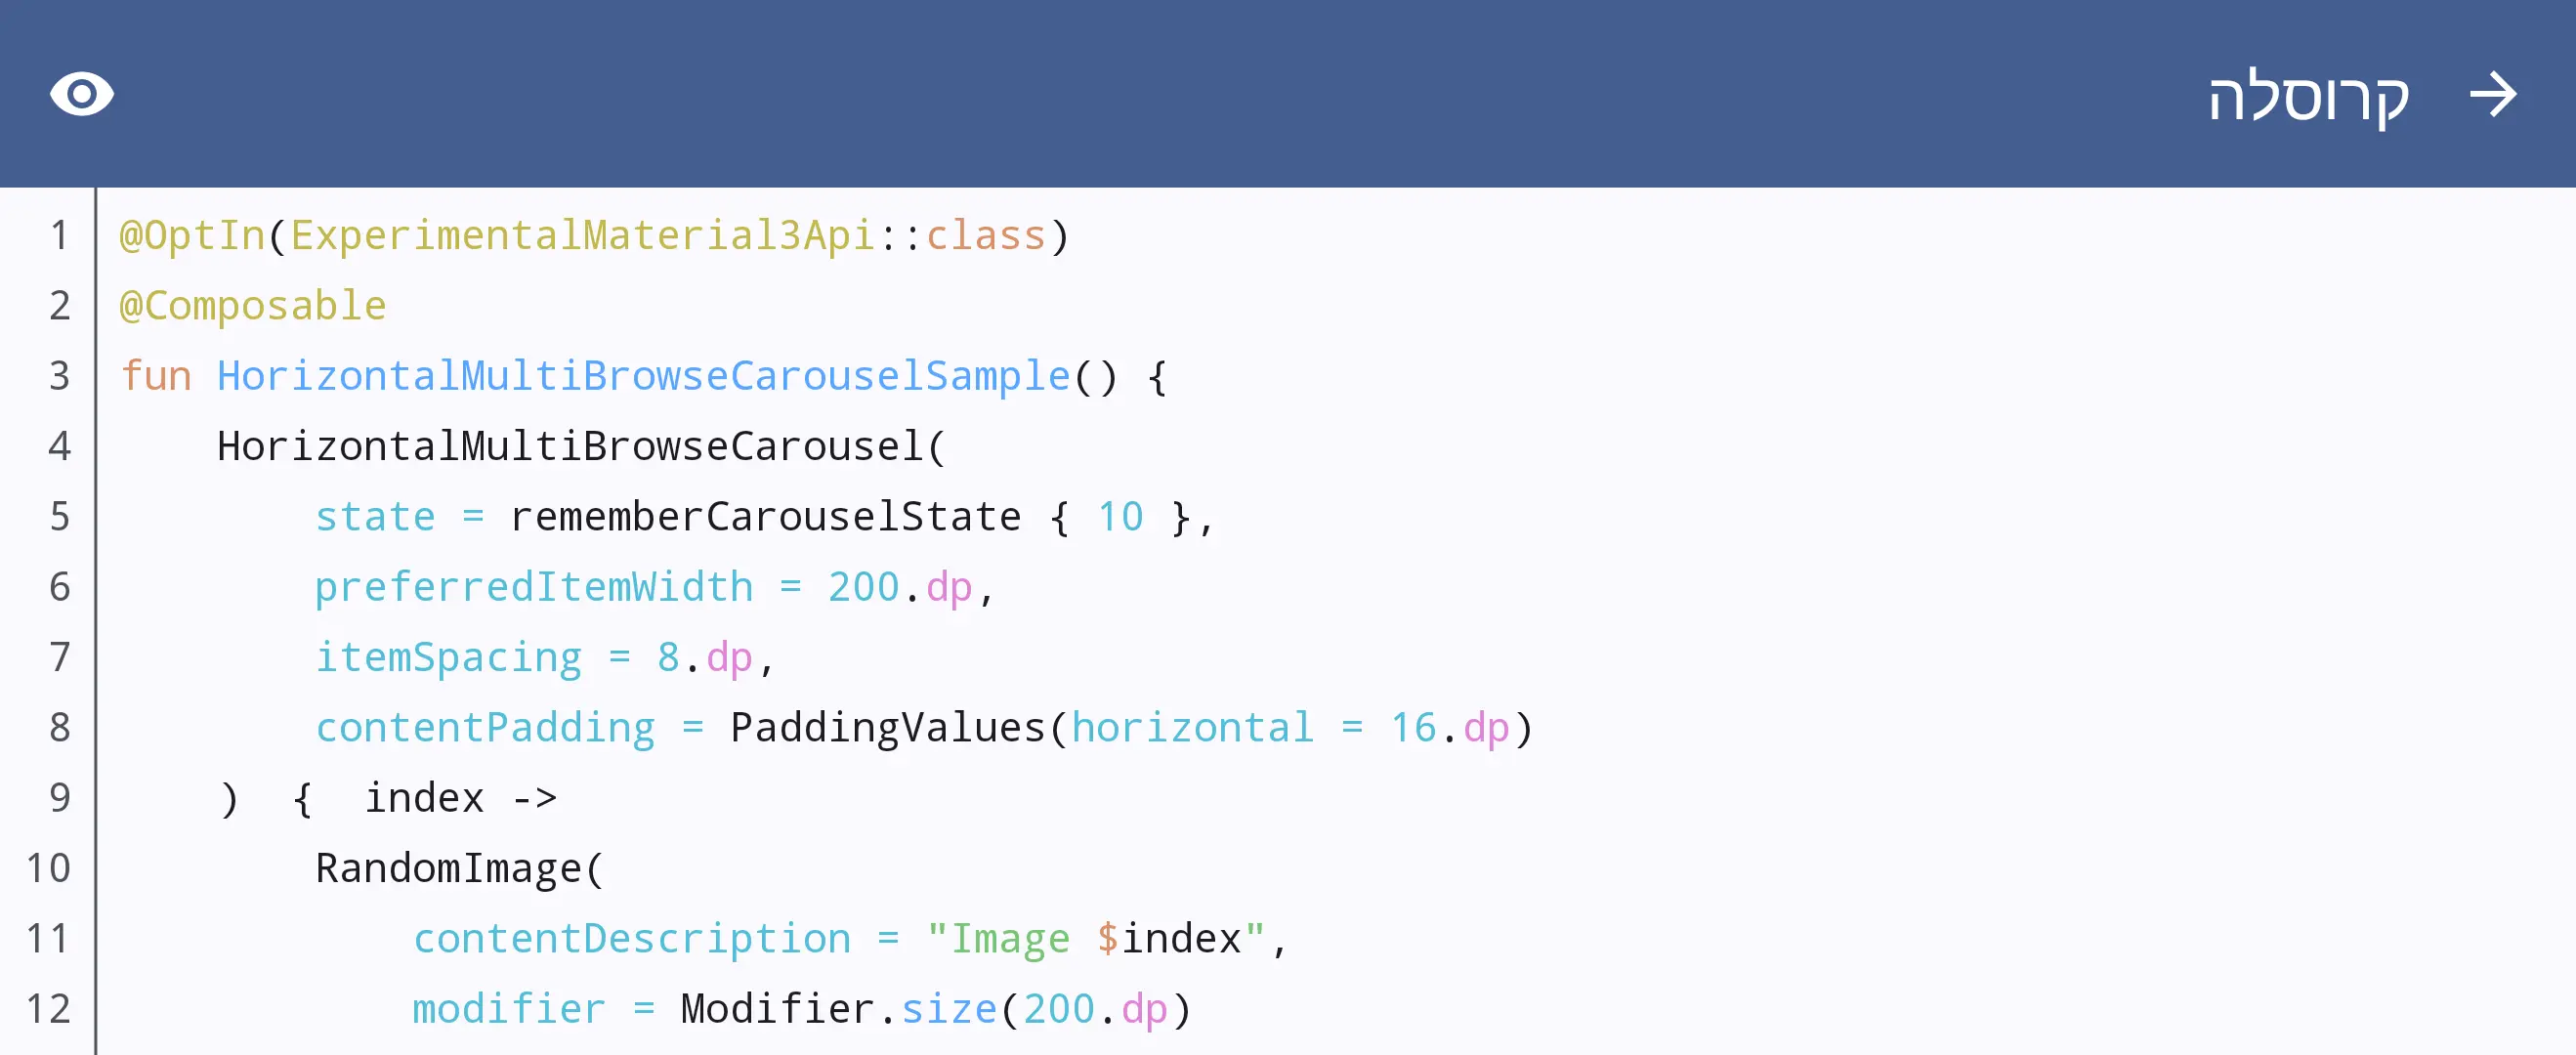 קרוסלה
1 @OptIn(ExperimentalMaterial3Api::class)
2 @Composable
3 fun HorizontalMultiBrowseCarouselSample() {
4     HorizontalMultiBrowseCarousel(
5         state = rememberCarouselState { 10 },
6         preferredItemWidth = 200.dp,
7         itemSpacing = 8.dp,
8         contentPadding = PaddingValues(horizontal = 16.dp)
9     )  {  index ->
10         RandomImage(
11             contentDescription = "Image $index",
12             modifier = Modifier.size(200.dp)